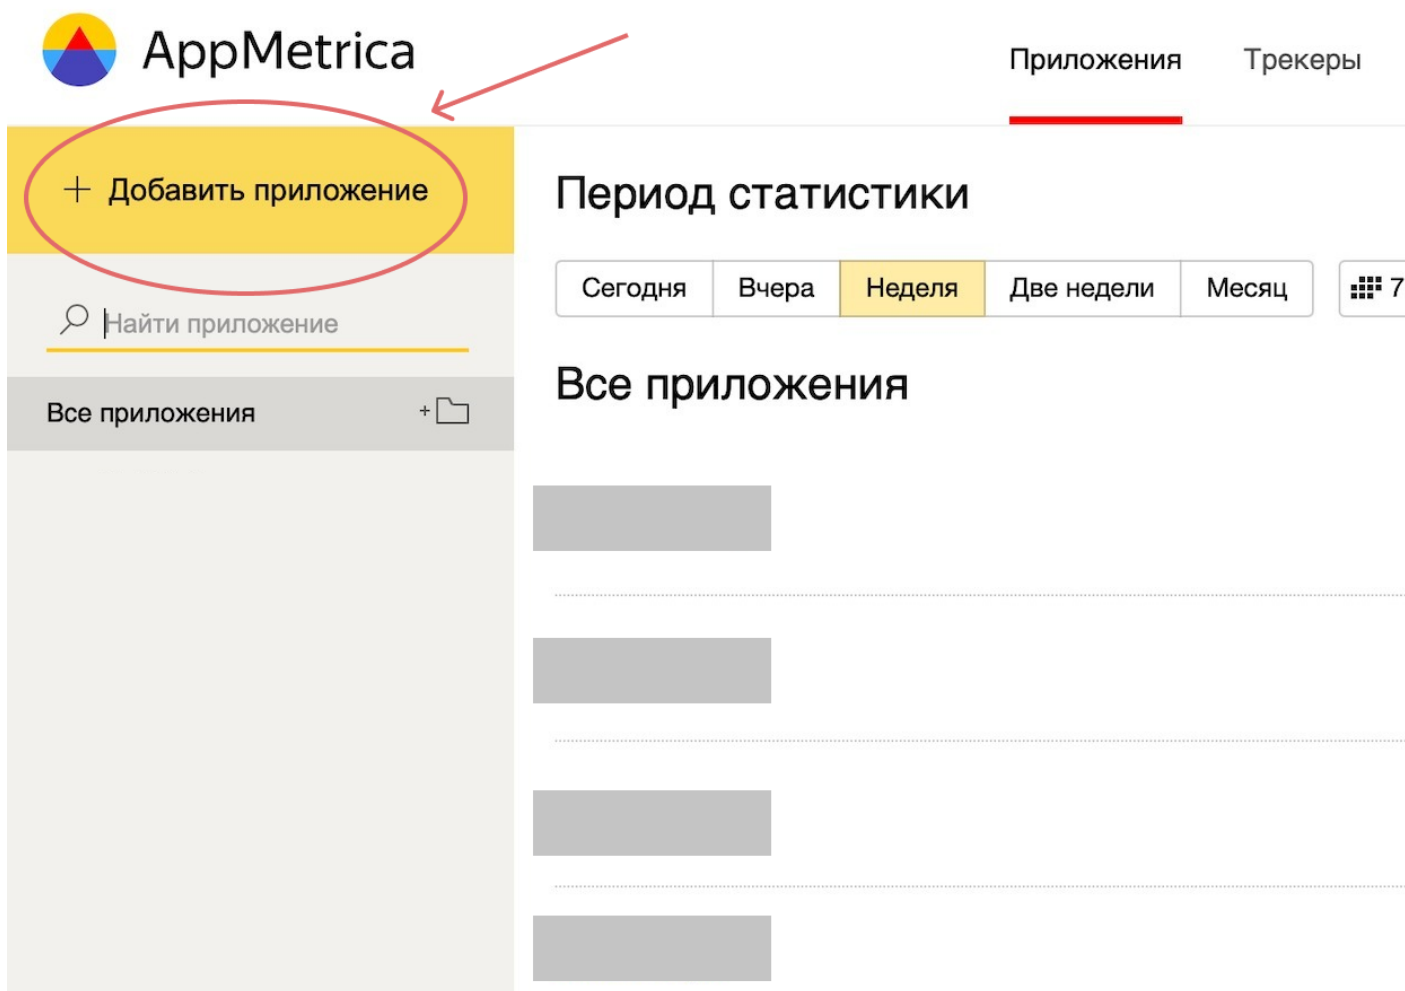 AppMetrica
Приложения
Трекеры
+ Добавить приложение
Найти приложение
Все приложения
Период статистики
Сегодня
Вчера
Неделя
Две недели
Месяц
7
Все приложения